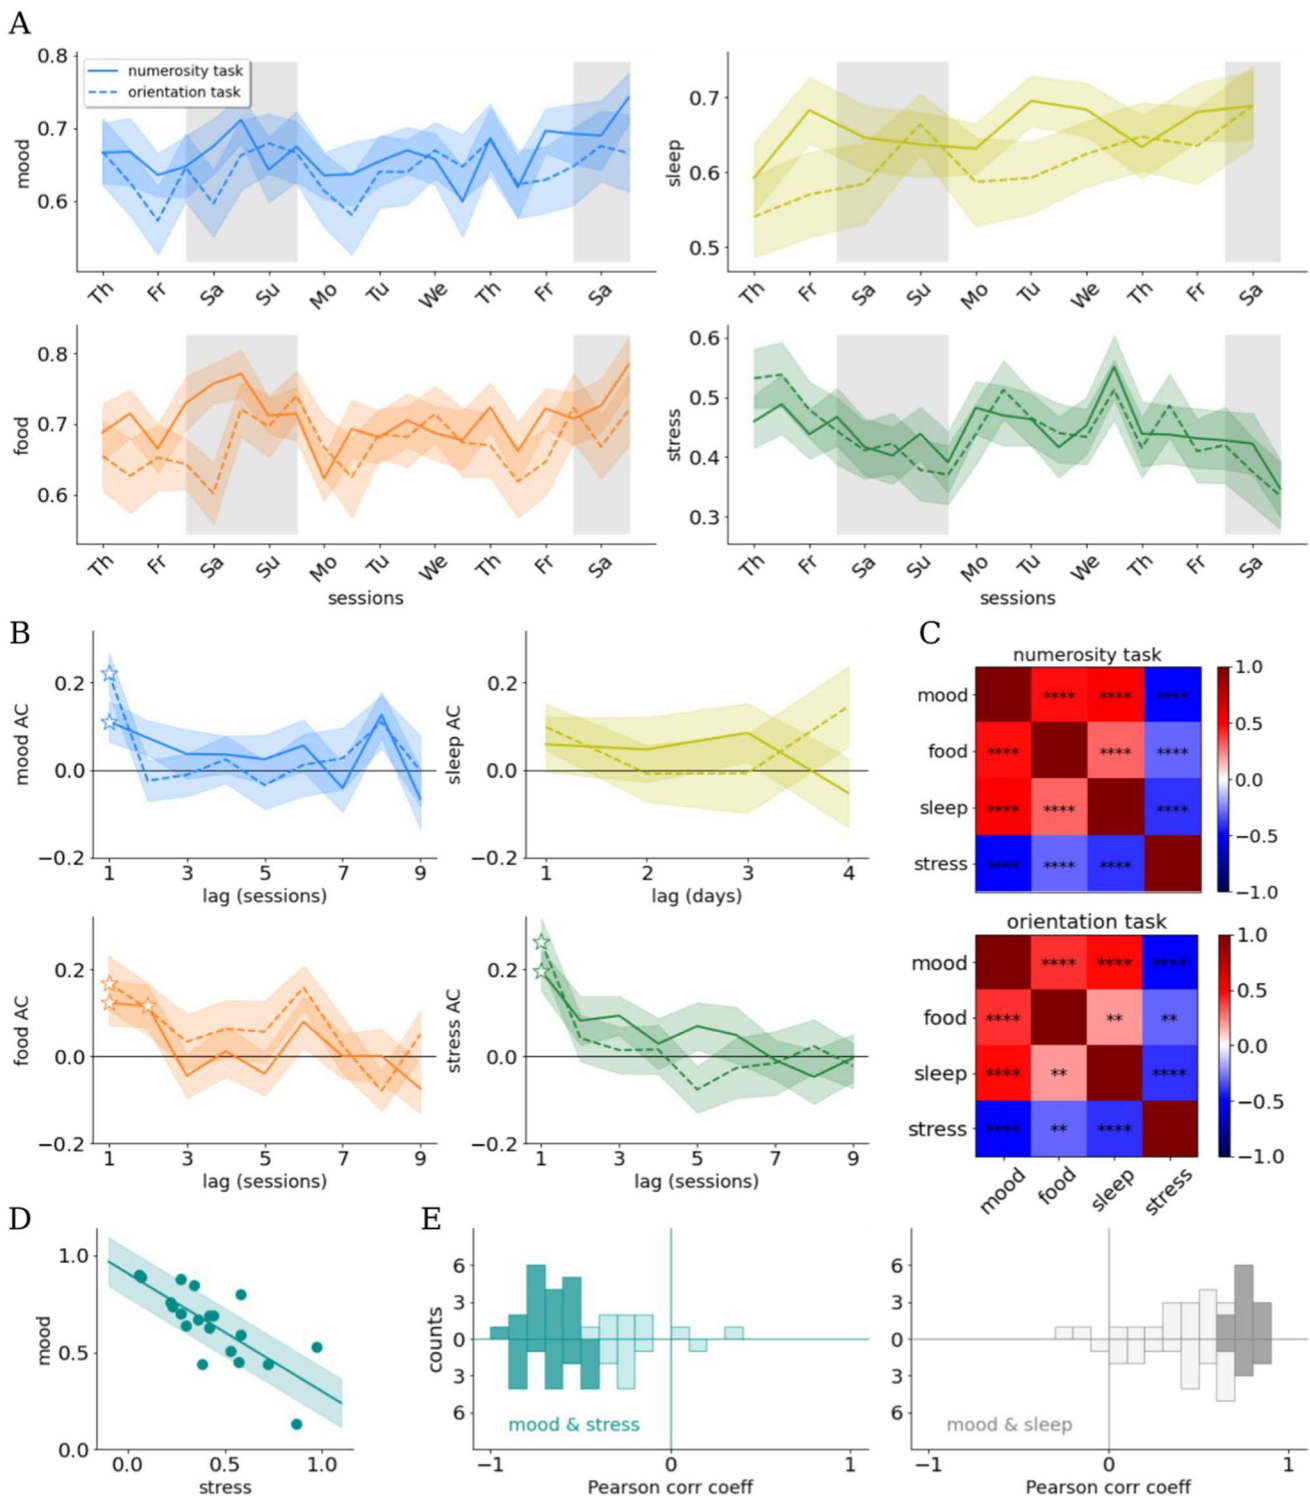 A
mood
0.8
0.7
0.6
numerosity task
orientation task
Th Fr Sa Su Mo Tu We Th Fr Sa
sleep
0.7
0.6
0.5
Th Fr Sa Su Mo Tu We Th Fr Sa
food
0.8
0.7
0.6
Th Fr Sa Su Mo Tu We Th Fr Sa
sessions
stress
0.6
0.5
0.4
0.3
Th Fr Sa Su Mo Tu We Th Fr Sa
sessions
B
mood AC
0.2
0.0
−0.2
1 3 5 7 9
lag (sessions)
sleep AC
0.2
0.0
−0.2
1 2 3 4
lag (days)
food AC
0.2
0.0
−0.2
1 3 5 7 9
lag (sessions)
stress AC
0.2
0.0
−0.2
1 3 5 7 9
lag (sessions)
C
numerosity task
mood **** **** ****
food **** **** ****
sleep **** **** ****
stress **** **** ****
1.0
0.5
0.0
−0.5
−1.0
orientation task
mood **** **** ****
food **** ** **
sleep **** ** ****
stress **** ** ****
mood food sleep stress
1.0
0.5
0.0
−0.5
−1.0
D
mood
1.0
0.5
0.0
0.0 0.5 1.0
stress
E
counts
6
3
0
3
6
mood & stress
−1 0 1
Pearson corr coeff
6
3
0
3
6
mood & sleep
−1 0 1
Pearson corr coeff